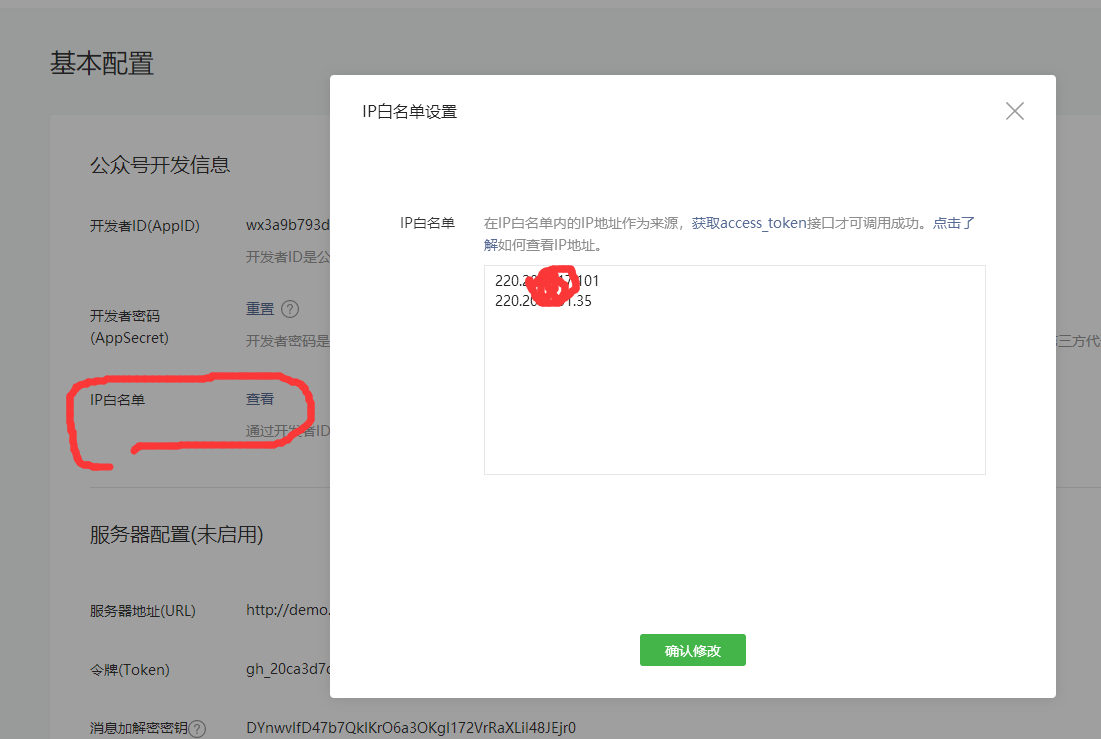 基本配置
IP白名单设置
公众号开发信息
开发者ID(AppID)
wx3a9b793d
开发者ID是公
IP白名单
在IP白名单内的IP地址作为来源，获取access_token接口才可调用成功。点击了
解如何查看IP地址。
220.2
101
220.20
1.35
开发者密码
(AppSecret)
重置
开发者密码是
三方代
IP白名单
查看
通过开发者ID
服务器配置(未启用)
服务器地址(URL)
http://demo.
令牌(Token)
gh_20ca3d7c
确认修改
消息加解密密钥
DYnwvlfD47b7QklKrO6a3OKgl172VrRaXLil48JEjr0